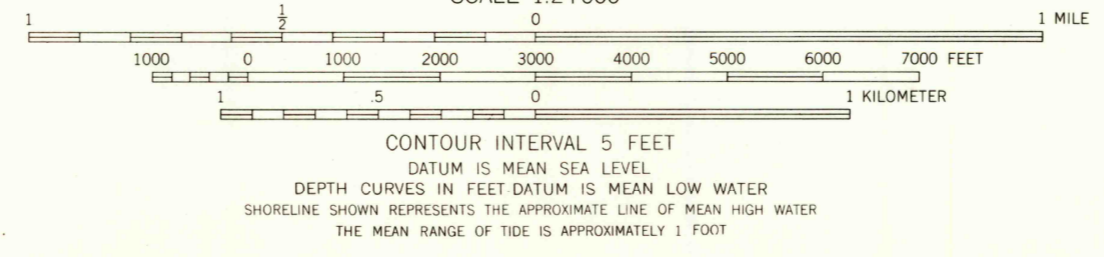 SCALE 1:24000
1 1/2 0 1 MILE
1000 0 1000 2000 3000 4000 5000 6000 7000 FEET
1 .5 0 1 KILOMETER
CONTOUR INTERVAL 5 FEET
DATUM IS MEAN SEA LEVEL
DEPTH CURVES IN FEET-DATUM IS MEAN LOW WATER
SHORELINE SHOWN REPRESENTS THE APPROXIMATE LINE OF MEAN HIGH WATER
THE MEAN RANGE OF TIDE IS APPROXIMATELY 1 FOOT